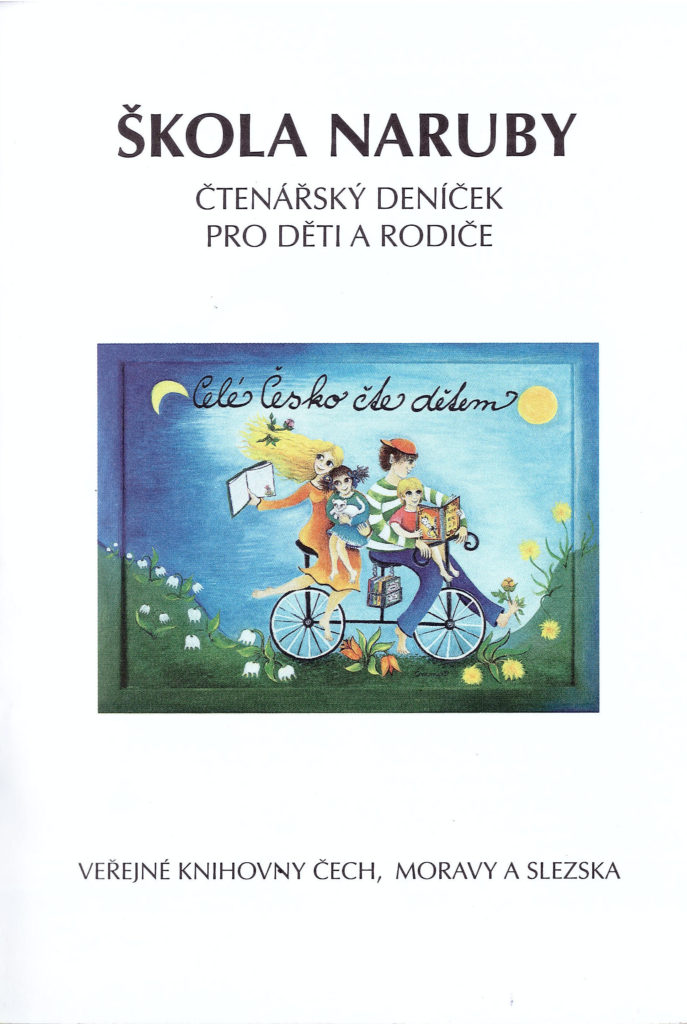 ŠKOLA NARUBY
ČTENÁŘSKÝ DENÍČEK
PRO DĚTI A RODIČE
Celé Česko čte dětem
VEŘEJNÉ KNIHOVNY ČECH, MORAVY A SLEZSKA